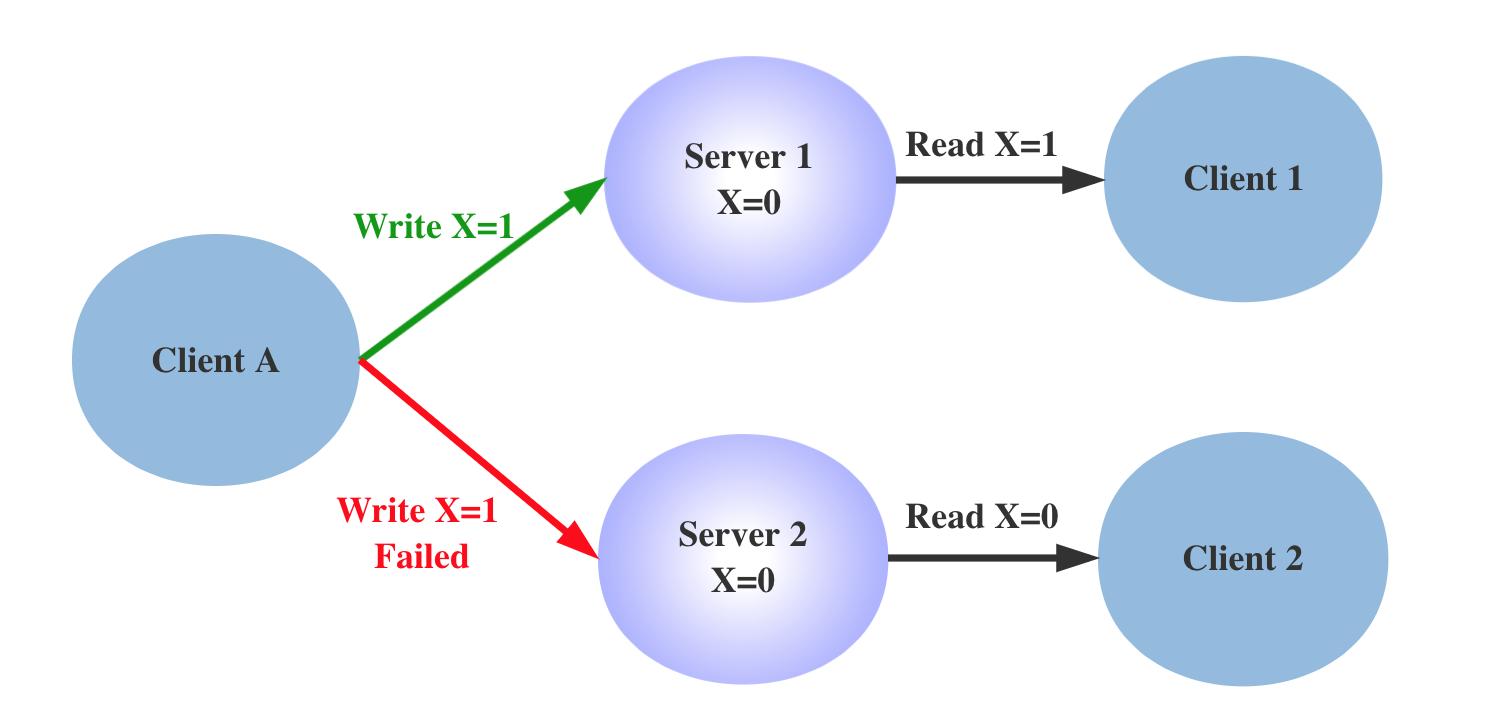 Server 1
X=0
Read X=1
Client 1
Write X=1
Client A
Write X=1
Failed
Server 2
X=0
Read X=0
Client 2